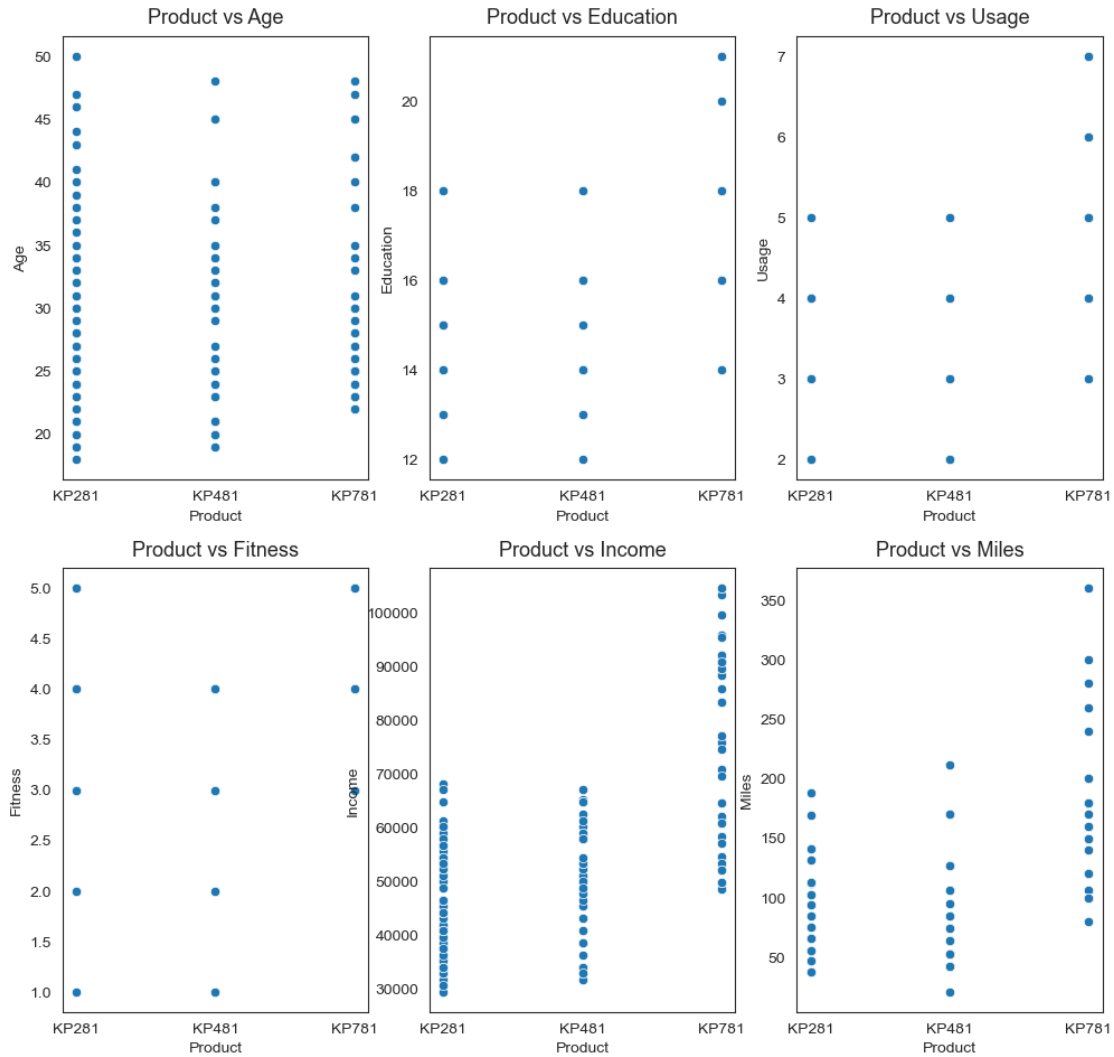 Product vs Age
50
45
40
35
30
25
20
Age
KP281 KP481 KP781
Product
Product vs Education
20
18
16
14
12
Education
KP281 KP481 KP781
Product
Product vs Usage
7
6
5
4
3
2
Usage
KP281 KP481 KP781
Product
Product vs Fitness
5.0
4.5
4.0
3.5
3.0
2.5
2.0
1.5
1.0
Fitness
KP281 KP481 KP781
Product
Product vs Income
100000
90000
80000
70000
60000
50000
40000
30000
Income
KP281 KP481 KP781
Product
Product vs Miles
350
300
250
200
150
100
50
Miles
KP281 KP481 KP781
Product